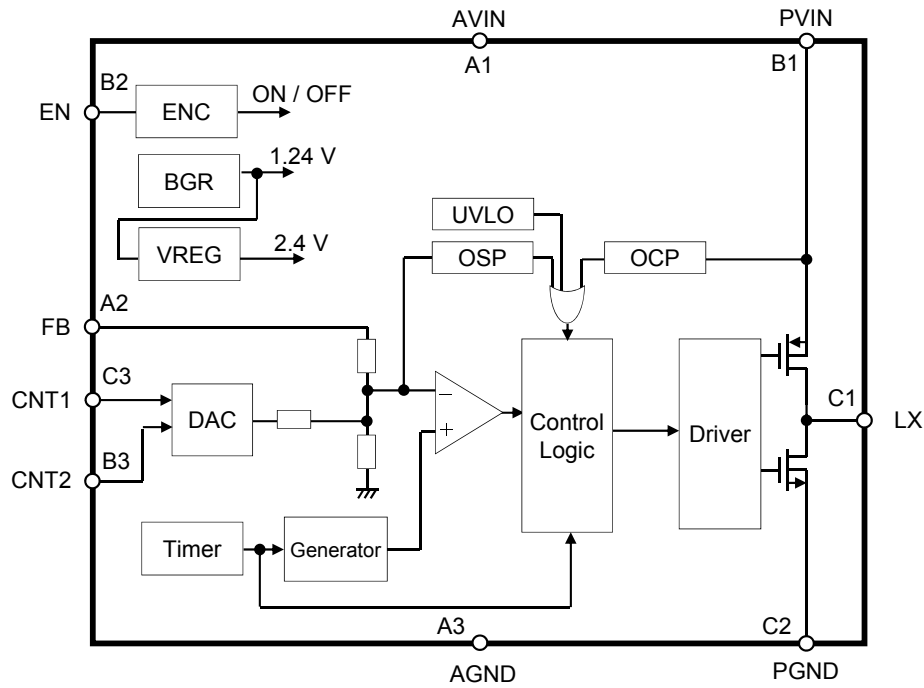 AVIN
PVIN
A1
B1
B2
ON / OFF
EN
ENC
1.24 V
BGR
UVLO
2.4 V
VREG
OSP
OCP
A2
FB
C3
CNT1
DAC
−
+
Control
Logic
Driver
C1
LX
B3
CNT2
Timer
Generator
A3
C2
AGND
PGND